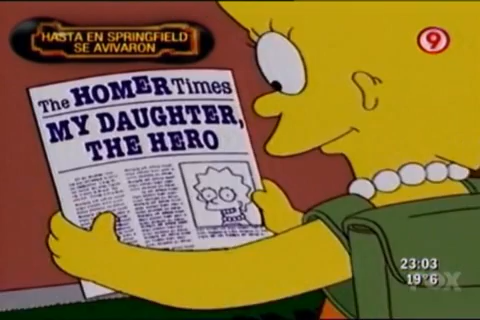 HASTA EN SPRINGFIELD
SE AVIVARON
9
The HOMER Times
MY DAUGHTER,
THE HERO
23:03
19°6
FOX